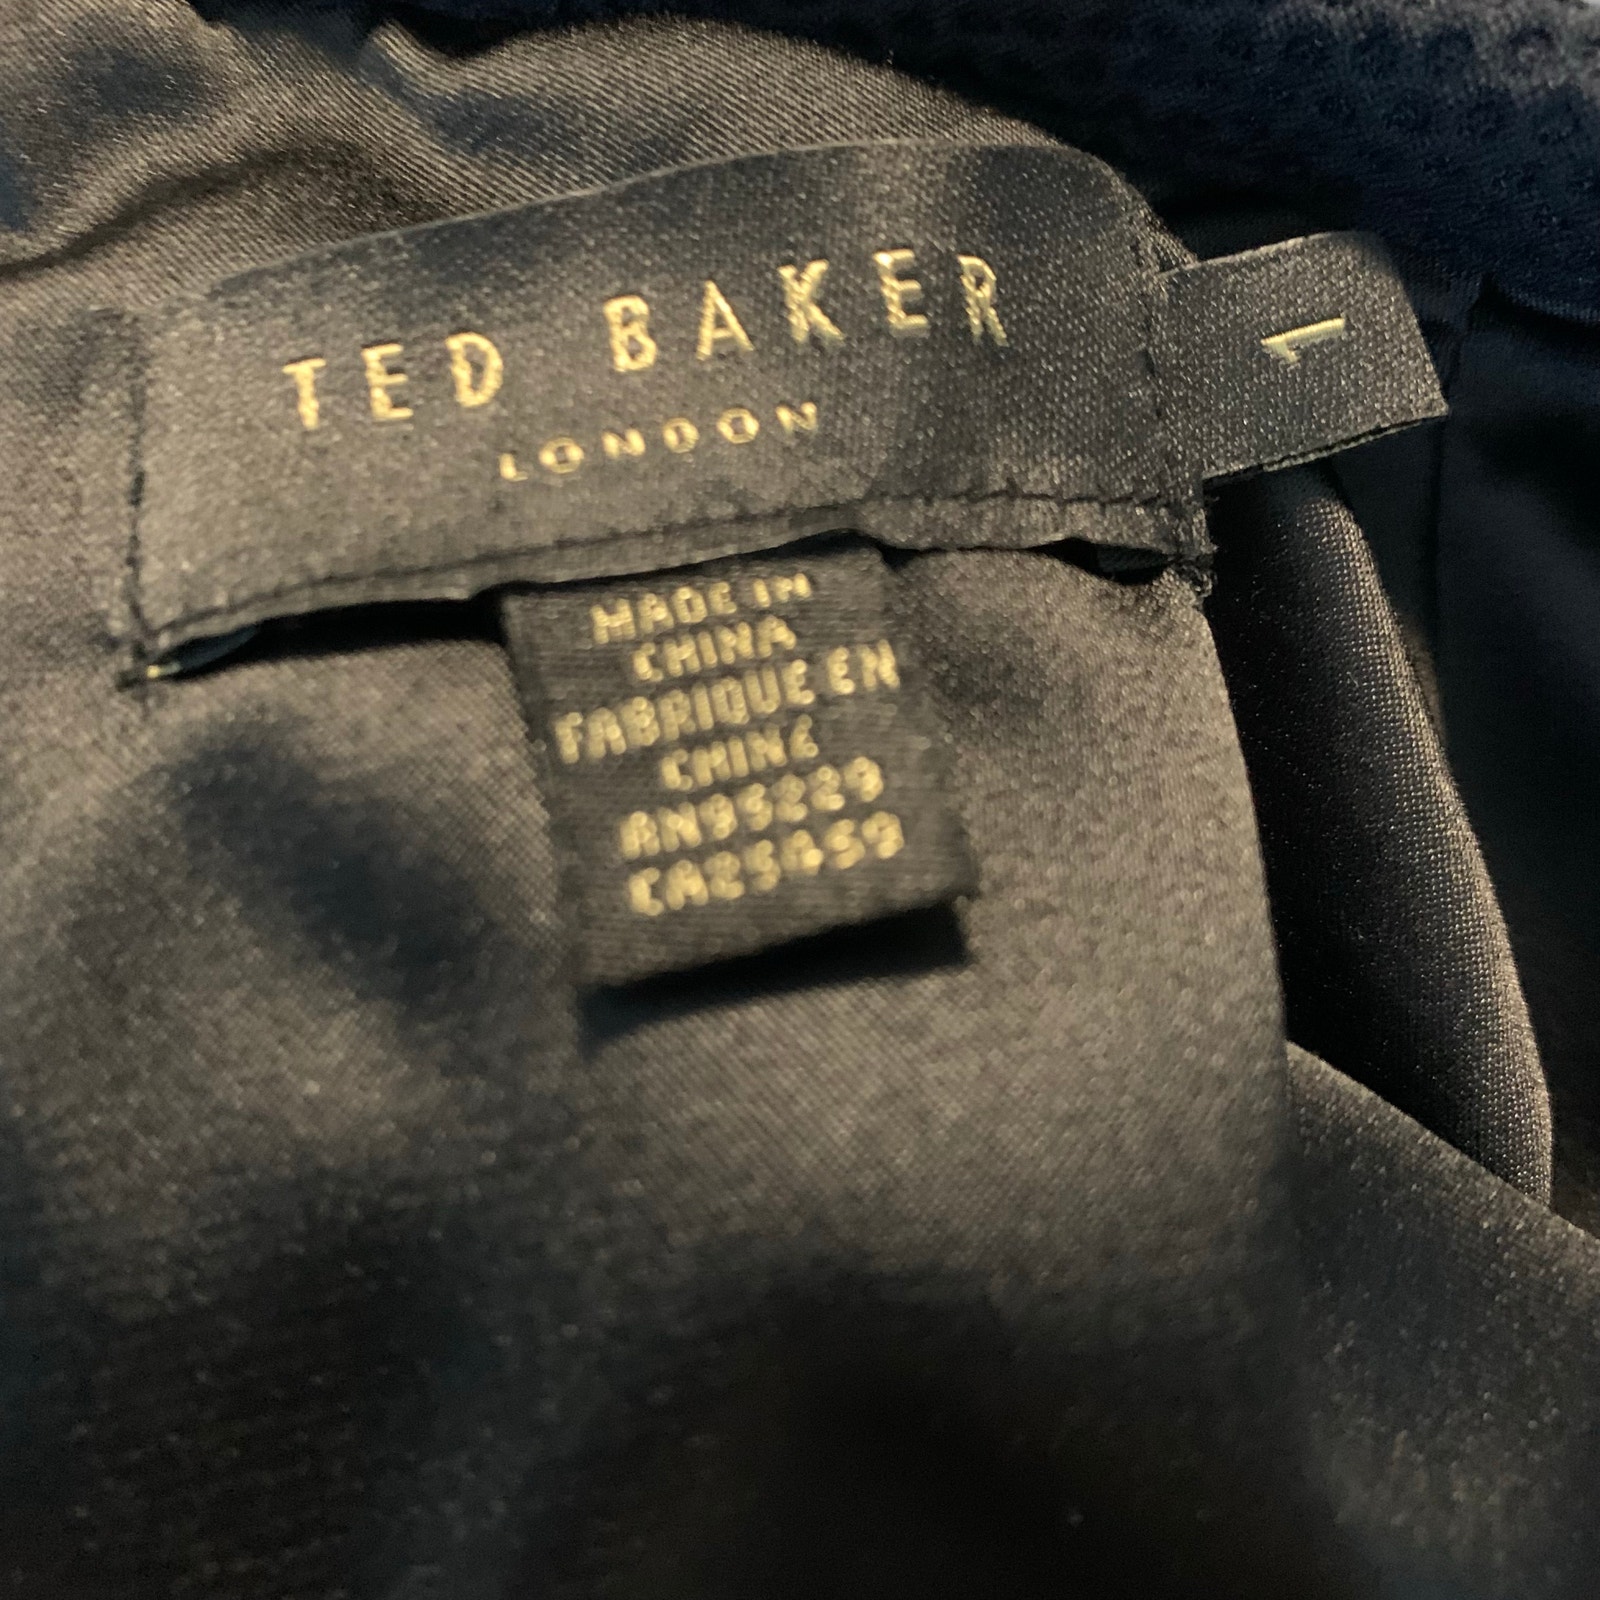 TED BAKER
LONDON
1
MADE IN
CHINA
FABRIQUE EN
CHINE
RN95229
CA25459